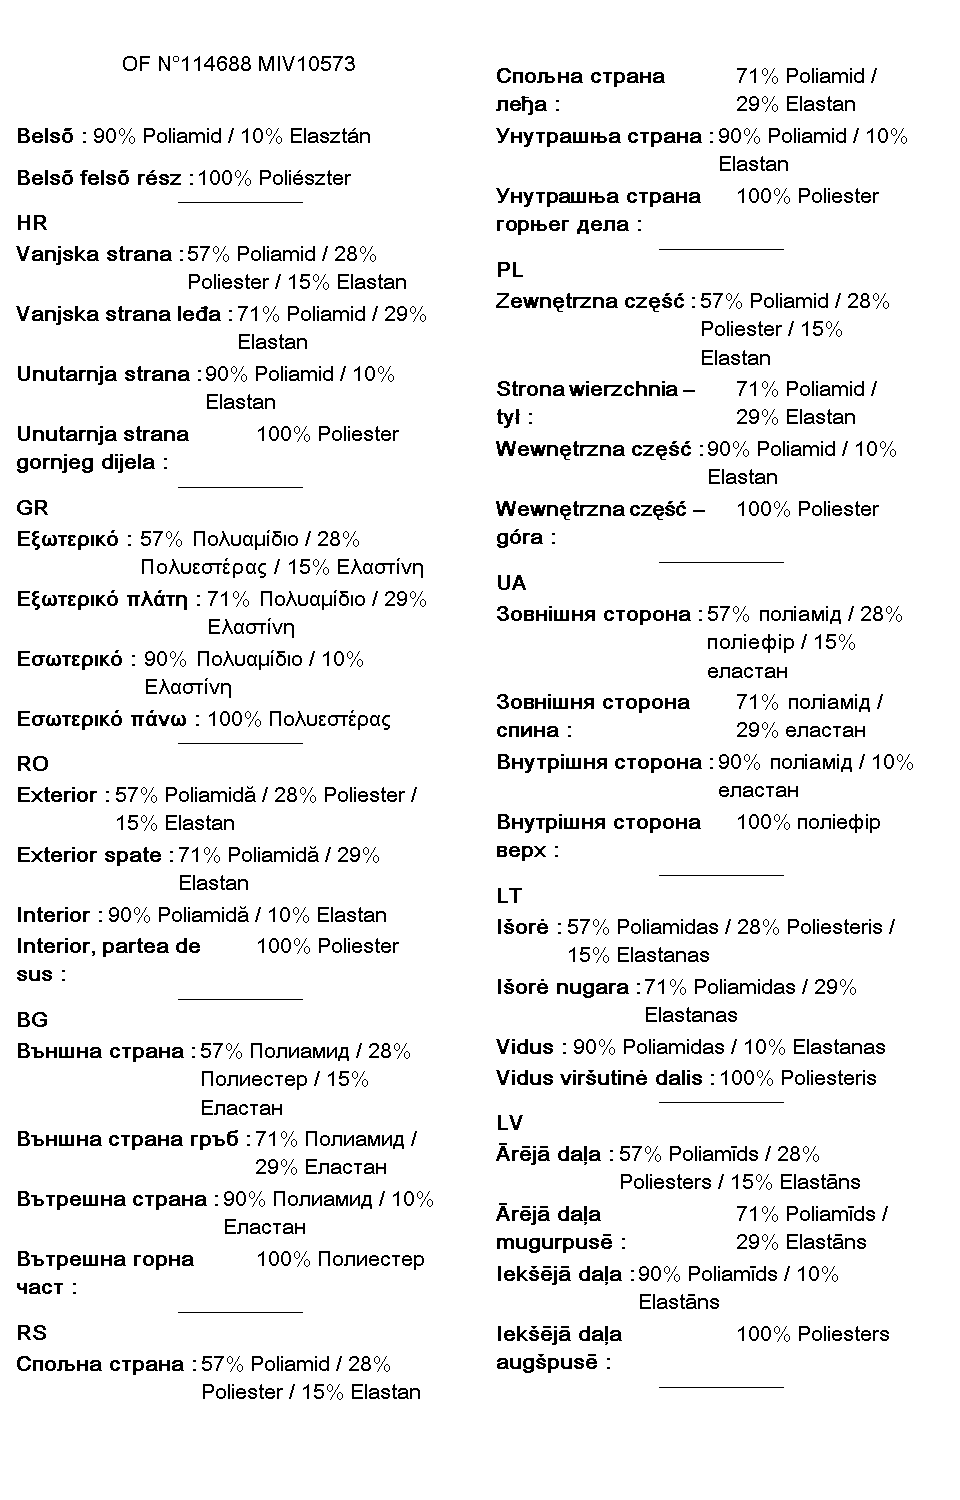 OF N°114688 MIV10573
Belső : 90% Poliamid / 10% Elasztán
Belső felső rész : 100% Poliészter
HR
Vanjska strana : 57% Poliamid / 28%
Poliester / 15% Elastan
Vanjska strana leđa : 71% Poliamid / 29%
Elastan
Unutarnja strana : 90% Poliamid / 10%
Elastan
Unutarnja strana 100% Poliester
gornjeg dijela :
GR
Εξωτερικό : 57% Πολυαμίδιο / 28%
Πολυεστέρας / 15% Ελαστίνη
Εξωτερικό πλάτη : 71% Πολυαμίδιο / 29%
Ελαστίνη
Εσωτερικό : 90% Πολυαμίδιο / 10%
Ελαστίνη
Εσωτερικό πάνω : 100% Πολυεστέρας
RO
Exterior : 57% Poliamidă / 28% Poliester /
15% Elastan
Exterior spate : 71% Poliamidă / 29%
Elastan
Interior : 90% Poliamidă / 10% Elastan
Interior, partea de 100% Poliester
sus :
BG
Външна страна : 57% Полиамид / 28%
Полиестер / 15%
Еластан
Външна страна гръб : 71% Полиамид /
29% Еластан
Вътрешна страна : 90% Полиамид / 10%
Еластан
Вътрешна горна 100% Полиестер
част :
RS
Спољна страна : 57% Poliamid / 28%
Poliester / 15% Elastan
Спољна страна 71% Poliamid /
леђа : 29% Elastan
Унутрашња страна : 90% Poliamid / 10%
Elastan
Унутрашња страна 100% Poliester
горњег дела :
PL
Zewnętrzna część : 57% Poliamid / 28%
Poliester / 15%
Elastan
Strona wierzchnia – 71% Poliamid /
tył : 29% Elastan
Wewnętrzna część : 90% Poliamid / 10%
Elastan
Wewnętrzna część – 100% Poliester
góra :
UA
Зовнішня сторона : 57% поліамід / 28%
поліефір / 15%
еластан
Зовнішня сторона 71% поліамід /
спина : 29% еластан
Внутрішня сторона : 90% поліамід / 10%
еластан
Внутрішня сторона 100% поліефір
верх :
LT
Išorė : 57% Poliamidas / 28% Poliesteris /
15% Elastanas
Išorė nugara : 71% Poliamidas / 29%
Elastanas
Vidus : 90% Poliamidas / 10% Elastanas
Vidus viršutinė dalis : 100% Poliesteris
LV
Ārējā daļa : 57% Poliamīds / 28%
Poliesters / 15% Elastāns
Ārējā daļa 71% Poliamīds /
mugurpusē : 29% Elastāns
Iekšējā daļa : 90% Poliamīds / 10%
Elastāns
Iekšējā daļa 100% Poliesters
augšpusē :